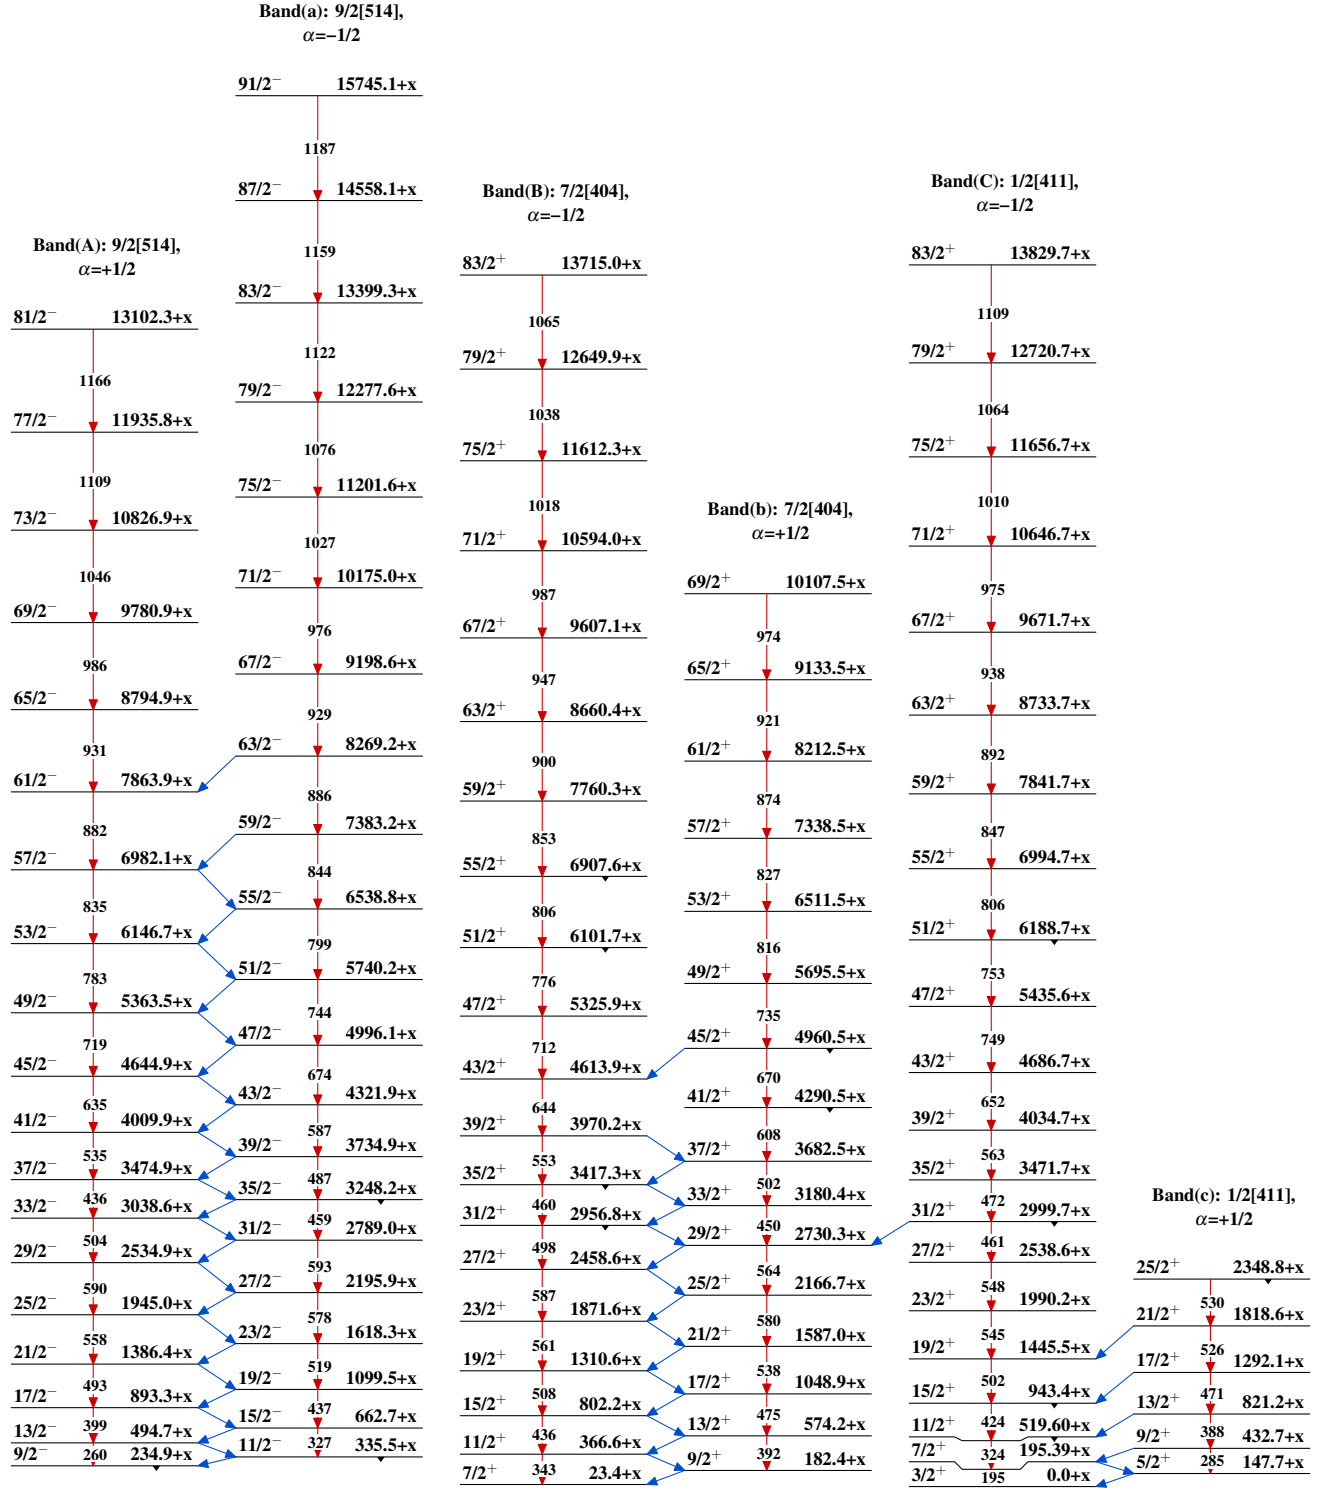 Band(A): 9/2[514],
α=+1/2
81/2⁻ 13102.3+x
1166
77/2⁻ 11935.8+x
1109
73/2⁻ 10826.9+x
1046
69/2⁻ 9780.9+x
986
65/2⁻ 8794.9+x
931
61/2⁻ 7863.9+x
882
57/2⁻ 6982.1+x
835
53/2⁻ 6146.7+x
783
49/2⁻ 5363.5+x
719
45/2⁻ 4644.9+x
635
41/2⁻ 4009.9+x
535
37/2⁻ 3474.9+x
436
33/2⁻ 3038.6+x
504
29/2⁻ 2534.9+x
590
25/2⁻ 1945.0+x
558
21/2⁻ 1386.4+x
493
17/2⁻ 893.3+x
399
13/2⁻ 494.7+x
260
9/2⁻ 234.9+x
Band(a): 9/2[514],
α=−1/2
91/2⁻ 15745.1+x
1187
87/2⁻ 14558.1+x
1159
83/2⁻ 13399.3+x
1122
79/2⁻ 12277.6+x
1076
75/2⁻ 11201.6+x
1027
71/2⁻ 10175.0+x
976
67/2⁻ 9198.6+x
929
63/2⁻ 8269.2+x
886
59/2⁻ 7383.2+x
844
55/2⁻ 6538.8+x
799
51/2⁻ 5740.2+x
744
47/2⁻ 4996.1+x
674
43/2⁻ 4321.9+x
587
39/2⁻ 3734.9+x
487
35/2⁻ 3248.2+x
459
31/2⁻ 2789.0+x
593
27/2⁻ 2195.9+x
578
23/2⁻ 1618.3+x
519
19/2⁻ 1099.5+x
437
15/2⁻ 662.7+x
327
11/2⁻ 335.5+x
Band(B): 7/2[404],
α=−1/2
83/2⁺ 13715.0+x
1065
79/2⁺ 12649.9+x
1038
75/2⁺ 11612.3+x
1018
71/2⁺ 10594.0+x
987
67/2⁺ 9607.1+x
947
63/2⁺ 8660.4+x
900
59/2⁺ 7760.3+x
853
55/2⁺ 6907.6+x
806
51/2⁺ 6101.7+x
776
47/2⁺ 5325.9+x
712
43/2⁺ 4613.9+x
644
39/2⁺ 3970.2+x
553
35/2⁺ 3417.3+x
460
31/2⁺ 2956.8+x
498
27/2⁺ 2458.6+x
587
23/2⁺ 1871.6+x
561
19/2⁺ 1310.6+x
508
15/2⁺ 802.2+x
436
11/2⁺ 366.6+x
343
7/2⁺ 23.4+x
Band(b): 7/2[404],
α=+1/2
69/2⁺ 10107.5+x
974
65/2⁺ 9133.5+x
921
61/2⁺ 8212.5+x
874
57/2⁺ 7338.5+x
827
53/2⁺ 6511.5+x
816
49/2⁺ 5695.5+x
735
45/2⁺ 4960.5+x
670
41/2⁺ 4290.5+x
608
37/2⁺ 3682.5+x
502
33/2⁺ 3180.4+x
450
29/2⁺ 2730.3+x
564
25/2⁺ 2166.7+x
580
21/2⁺ 1587.0+x
538
17/2⁺ 1048.9+x
475
13/2⁺ 574.2+x
392
9/2⁺ 182.4+x
Band(C): 1/2[411],
α=−1/2
83/2⁺ 13829.7+x
1109
79/2⁺ 12720.7+x
1064
75/2⁺ 11656.7+x
1010
71/2⁺ 10646.7+x
975
67/2⁺ 9671.7+x
938
63/2⁺ 8733.7+x
892
59/2⁺ 7841.7+x
847
55/2⁺ 6994.7+x
806
51/2⁺ 6188.7+x
753
47/2⁺ 5435.6+x
749
43/2⁺ 4686.7+x
652
39/2⁺ 4034.7+x
563
35/2⁺ 3471.7+x
472
31/2⁺ 2999.7+x
461
27/2⁺ 2538.6+x
548
23/2⁺ 1990.2+x
545
19/2⁺ 1445.5+x
502
15/2⁺ 943.4+x
424
11/2⁺ 519.60+x
324
7/2⁺ 195.39+x
195
3/2⁺ 0.0+x
Band(c): 1/2[411],
α=+1/2
25/2⁺ 2348.8+x
530
21/2⁺ 1818.6+x
526
17/2⁺ 1292.1+x
471
13/2⁺ 821.2+x
388
9/2⁺ 432.7+x
285
5/2⁺ 147.7+x